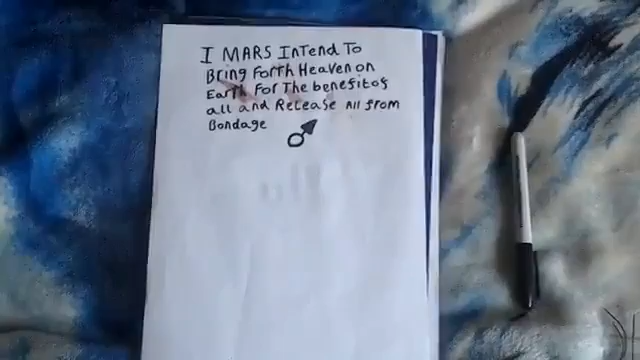 I MARS Intend To
Bring Forth Heaven on
Earth For The benefit of
all and Release All from
Bondage